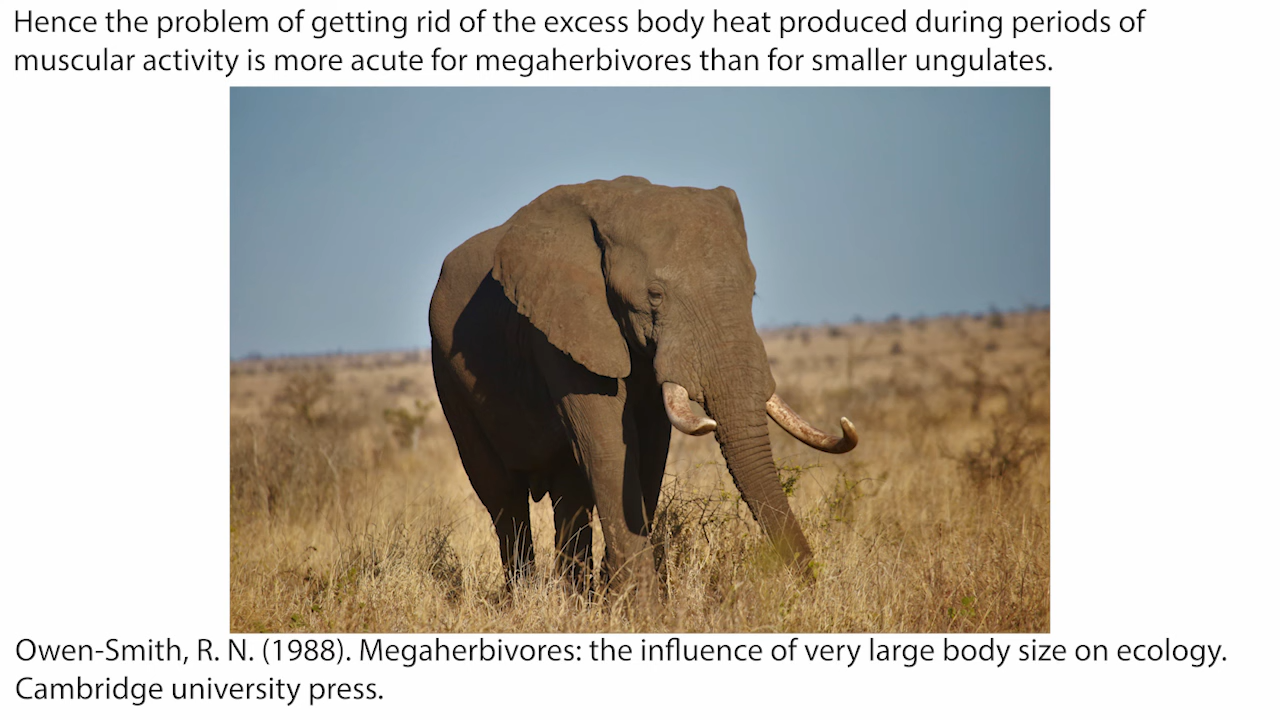 Hence the problem of getting rid of the excess body heat produced during periods of
muscular activity is more acute for megaherbivores than for smaller ungulates.
Owen-Smith, R. N. (1988). Megaherbivores: the influence of very large body size on ecology.
Cambridge university press.